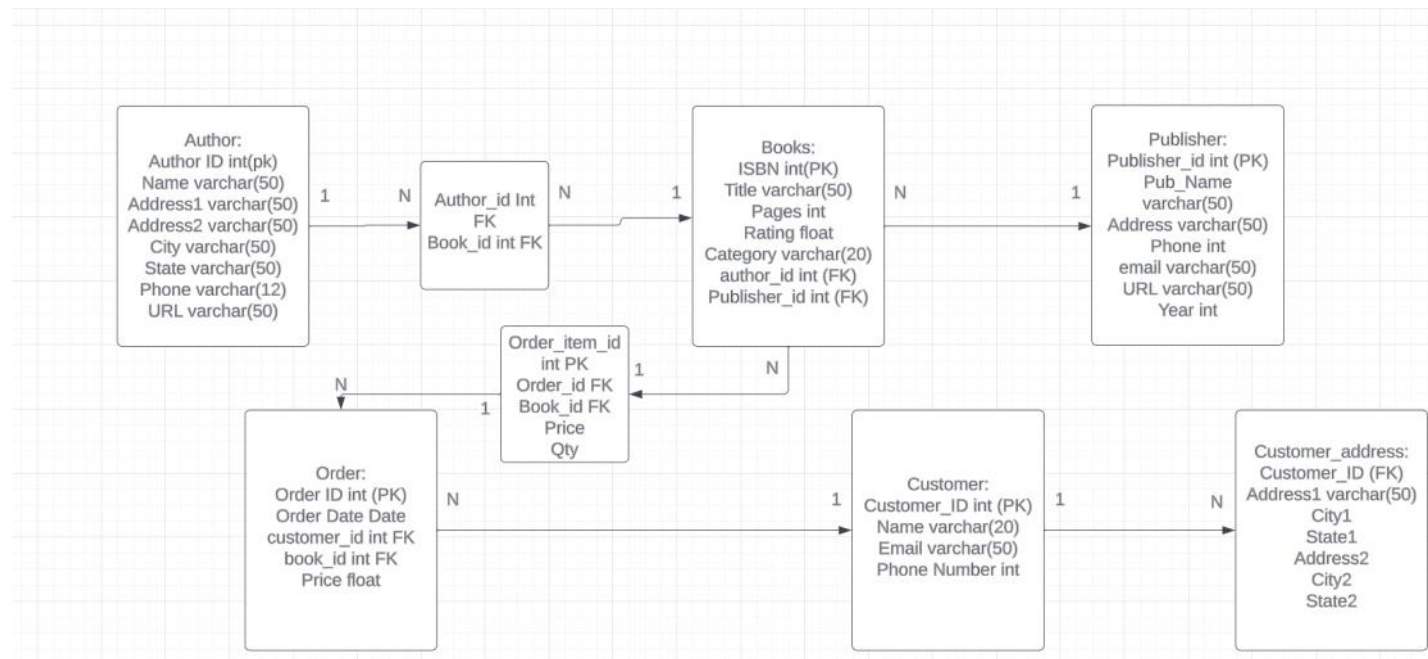 Author:
Author ID int(pk)
Name varchar(50)
Address1 varchar(50)
Address2 varchar(50)
City varchar(50)
State varchar(50)
Phone varchar(12)
URL varchar(50)
1
N
Author_id Int
FK
Book_id int FK
N
1
Books:
ISBN int(PK)
Title varchar(50)
Pages int
Rating float
Category varchar(20)
author_id int (FK)
Publisher_id int (FK)
N
1
Publisher:
Publisher_id int (PK)
Pub_Name
varchar(50)
Address varchar(50)
Phone int
email varchar(50)
URL varchar(50)
Year int
Order_item_id
int PK
Order_id FK
Book_id FK
Price
Qty
1
N
N
1
Order:
Order ID int (PK)
Order Date Date
customer_id int FK
book_id int FK
Price float
N
1
Customer:
Customer_ID int (PK)
Name varchar(20)
Email varchar(50)
Phone Number int
1
N
Customer_address:
Customer_ID (FK)
Address1 varchar(50)
City1
State1
Address2
City2
State2